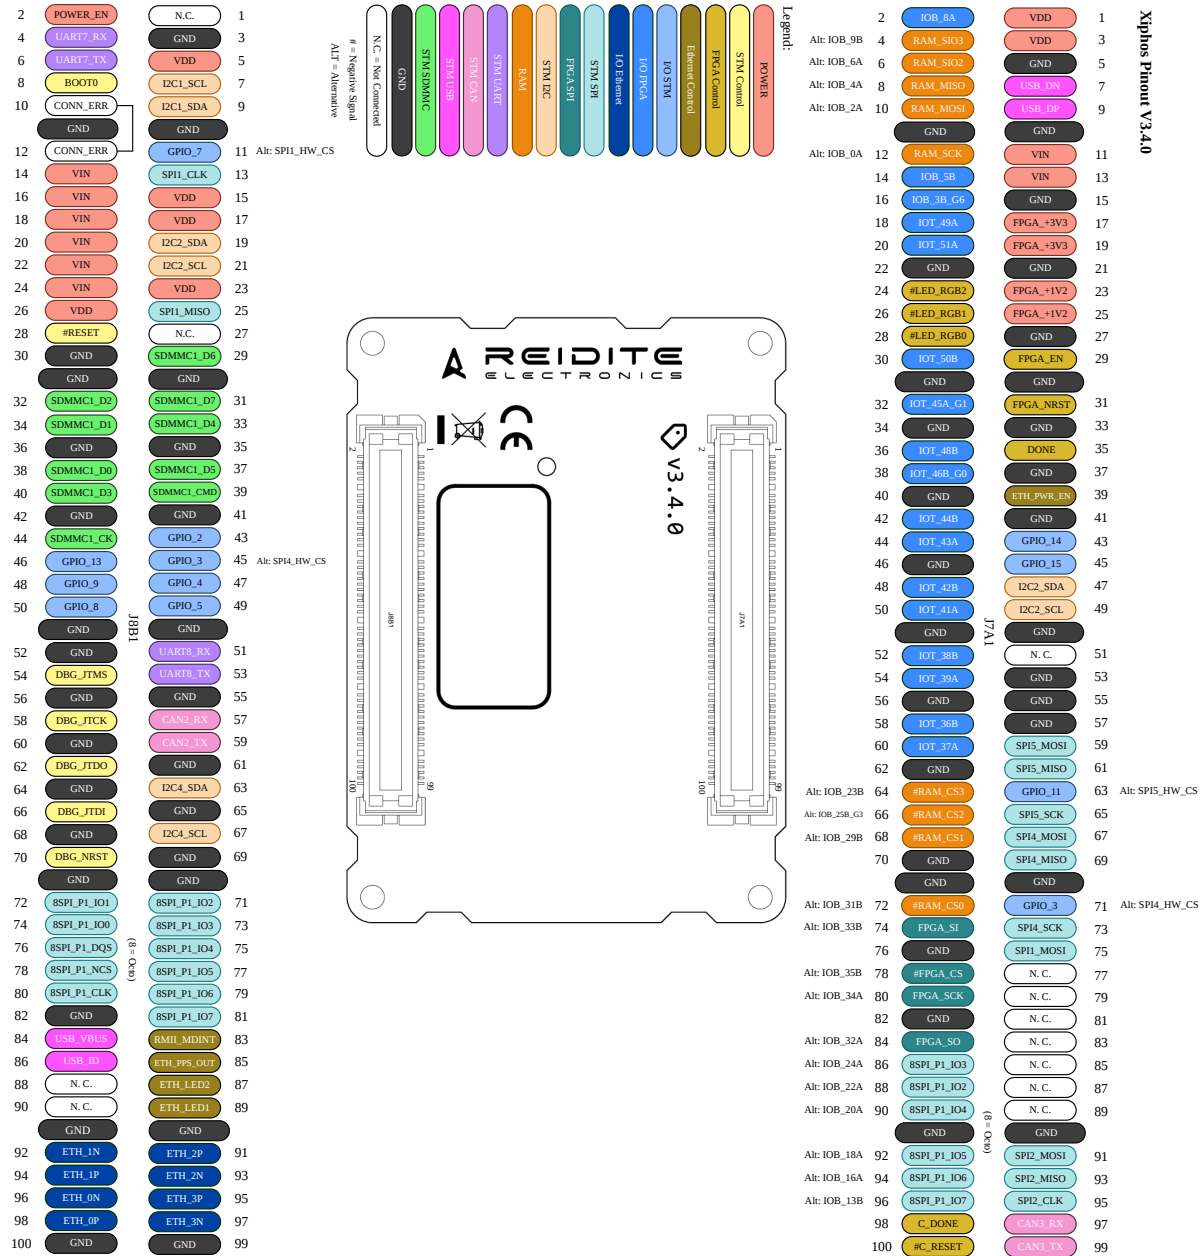 2 POWER_EN N.C. 1
4 UART7_RX GND 3
6 UART7_TX VDD 5
8 BOOT0 I2C1_SCL 7
10 CONN_ERR I2C1_SDA 9
GND GND
12 CONN_ERR GPIO_7 11 Alt: SPI1_HW_CS
14 VIN SPI1_CLK 13
16 VIN VDD 15
18 VIN VDD 17
20 VIN I2C2_SDA 19
22 VIN I2C2_SCL 21
24 VIN VDD 23
26 VDD SPI1_MISO 25
28 #RESET N.C. 27
30 GND SDMMC1_D6 29
GND GND
32 SDMMC1_D2 SDMMC1_D7 31
34 SDMMC1_D1 SDMMC1_D4 33
36 GND GND 35
38 SDMMC1_D0 SDMMC1_D5 37
40 SDMMC1_D3 SDMMC1_CMD 39
42 GND GND 41
44 SDMMC1_CK GPIO_2 43
46 GPIO_13 GPIO_3 45 Alt: SPI4_HW_CS
48 GPIO_9 GPIO_4 47
50 GPIO_8 GPIO_5 49
J8B1
GND GND
52 GND UART8_RX 51
54 DBG_JTMS UART8_TX 53
56 GND GND 55
58 DBG_JTCK CAN2_RX 57
60 GND CAN2_TX 59
62 DBG_JTDO GND 61
64 GND I2C4_SDA 63
66 DBG_JTDI GND 65
68 GND I2C4_SCL 67
70 DBG_NRST GND 69
GND GND
72 8SPI_P1_IO1 8SPI_P1_IO2 71
74 8SPI_P1_IO0 8SPI_P1_IO3 73
76 8SPI_P1_DQS 8SPI_P1_IO4 75
(8 = Octo)
78 8SPI_P1_NCS 8SPI_P1_IO5 77
80 8SPI_P1_CLK 8SPI_P1_IO6 79
82 GND 8SPI_P1_IO7 81
84 USB_VBUS RMII_MDINT 83
86 USB_ID ETH_PPS_OUT 85
88 N. C. ETH_LED2 87
90 N. C. ETH_LED1 89
GND GND
92 ETH_1N ETH_2P 91
94 ETH_1P ETH_2N 93
96 ETH_0N ETH_3P 95
98 ETH_0P ETH_3N 97
100 GND GND 99
Legend:
POWER
STM Control
FPGA Control
Ethernet Control
I/O STM
I/O FPGA
I/O Ethernet
STM SPI
FPGA SPI
STM I2C
RAM
STM UART
STM CAN
STM USB
STM SDMMC
GND
N.C. = Not Connected
# = Negative Signal
ALT = Alternative
REIDITE
ELECTRONICS
CE
v3.4.0
2 1
J8B1
100 99
2 1
J7A1
100 99
Xiphos Pinout V3.4.0
2 IOB_8A VDD 1
Alt: IOB_9B 4 RAM_SIO3 VDD 3
Alt: IOB_6A 6 RAM_SIO2 GND 5
Alt: IOB_4A 8 RAM_MISO USB_DN 7
Alt: IOB_2A 10 RAM_MOSI USB_DP 9
GND GND
Alt: IOB_0A 12 RAM_SCK VIN 11
14 IOB_5B VIN 13
16 IOB_3B_G6 GND 15
18 IOT_49A FPGA_+3V3 17
20 IOT_51A FPGA_+3V3 19
22 GND GND 21
24 #LED_RGB2 FPGA_+1V2 23
26 #LED_RGB1 FPGA_+1V2 25
28 #LED_RGB0 GND 27
30 IOT_50B FPGA_EN 29
GND GND
32 IOT_45A_G1 FPGA_NRST 31
34 GND GND 33
36 IOT_48B DONE 35
38 IOT_46B_G0 GND 37
40 GND ETH_PWR_EN 39
42 IOT_44B GND 41
44 IOT_43A GPIO_14 43
46 GND GPIO_15 45
48 IOT_42B I2C2_SDA 47
50 IOT_41A I2C2_SCL 49
J7A1
GND GND
52 IOT_38B N. C. 51
54 IOT_39A GND 53
56 GND GND 55
58 IOT_36B GND 57
60 IOT_37A SPI5_MOSI 59
62 GND SPI5_MISO 61
Alt: IOB_23B 64 #RAM_CS3 GPIO_11 63 Alt: SPI5_HW_CS
Alt: IOB_25B_G3 66 #RAM_CS2 SPI5_SCK 65
Alt: IOB_29B 68 #RAM_CS1 SPI4_MOSI 67
70 GND SPI4_MISO 69
GND GND
Alt: IOB_31B 72 #RAM_CS0 GPIO_3 71 Alt: SPI4_HW_CS
Alt: IOB_33B 74 FPGA_SI SPI4_SCK 73
76 GND SPI1_MOSI 75
Alt: IOB_35B 78 #FPGA_CS N. C. 77
Alt: IOB_34A 80 FPGA_SCK N. C. 79
82 GND N. C. 81
Alt: IOB_32A 84 FPGA_SO N. C. 83
Alt: IOB_24A 86 8SPI_P1_IO3 N. C. 85
Alt: IOB_22A 88 8SPI_P1_IO2 N. C. 87
Alt: IOB_20A 90 8SPI_P1_IO4 N. C. 89
GND GND
(8 = Octo)
Alt: IOB_18A 92 8SPI_P1_IO5 SPI2_MOSI 91
Alt: IOB_16A 94 8SPI_P1_IO6 SPI2_MISO 93
Alt: IOB_13B 96 8SPI_P1_IO7 SPI2_CLK 95
98 C_DONE CAN3_RX 97
100 #C_RESET CAN3_TX 99